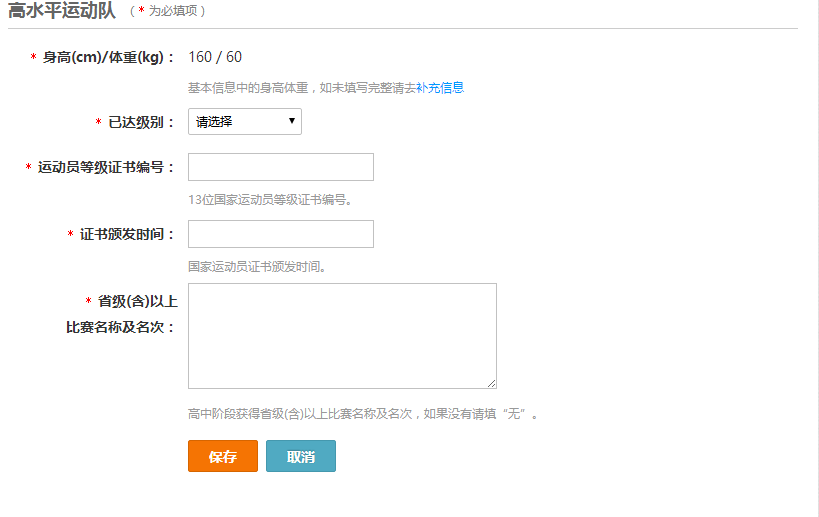 高水平运动队 （ * 为必填项 ）
* 身高(cm)/体重(kg)： 160 / 60
基本信息中的身高体重，如未填写完整请去补充信息
* 已达级别： 请选择
* 运动员等级证书编号：
13位国家运动员等级证书编号。
* 证书颁发时间：
国家运动员证书颁发时间。
* 省级(含)以上
比赛名称及名次：
高中阶段获得省级(含)以上比赛名称及名次，如果没有请填“无”。
保存 取消